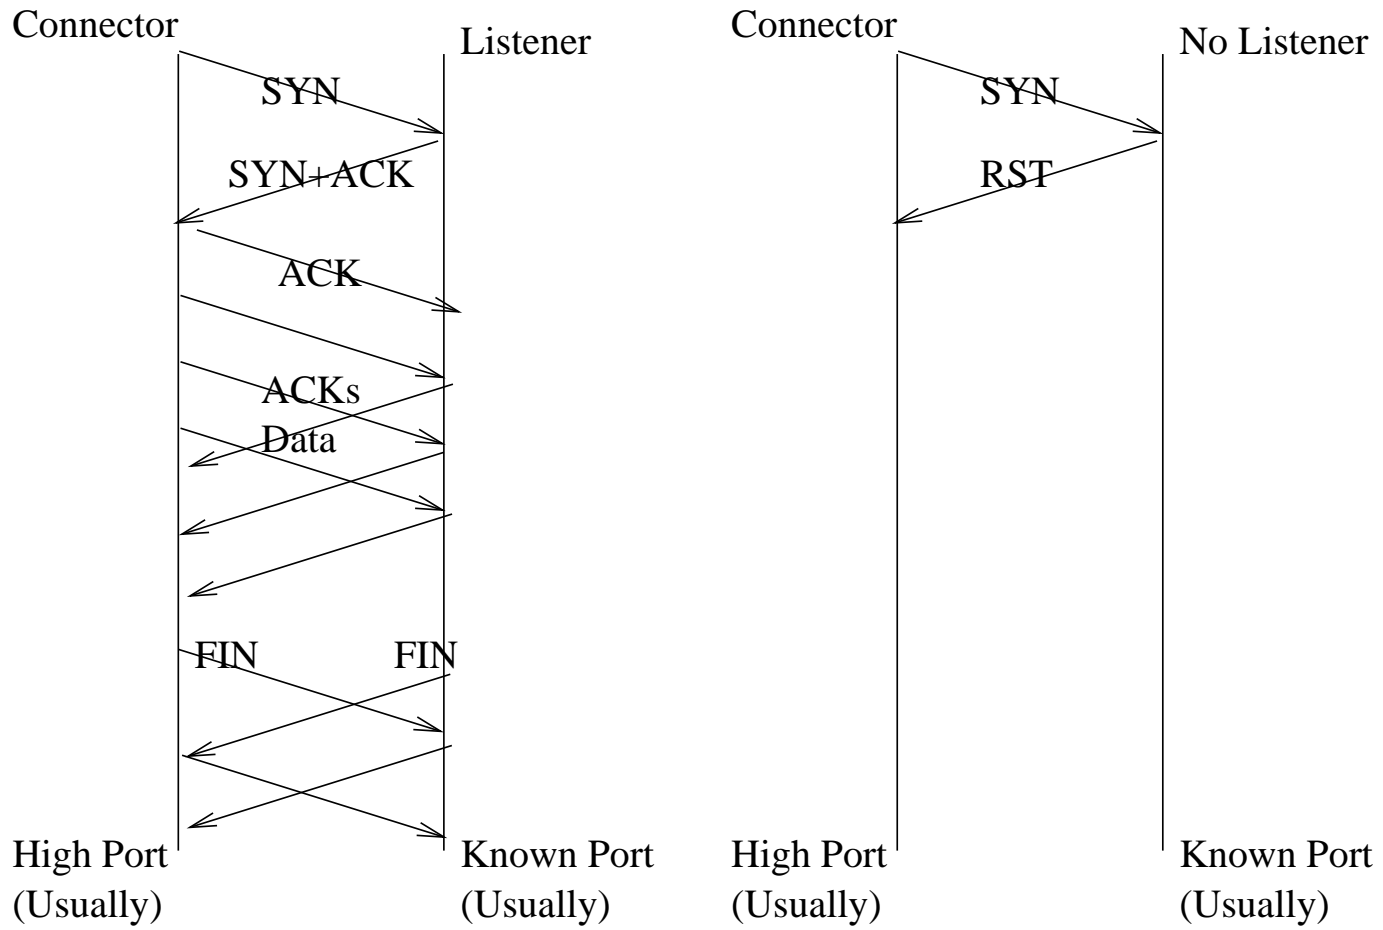 Connector
Listener
SYN
SYN+ACK
ACK
ACKs
Data
FIN
FIN
High Port
(Usually)
Known Port
(Usually)
Connector
No Listener
SYN
RST
High Port
(Usually)
Known Port
(Usually)